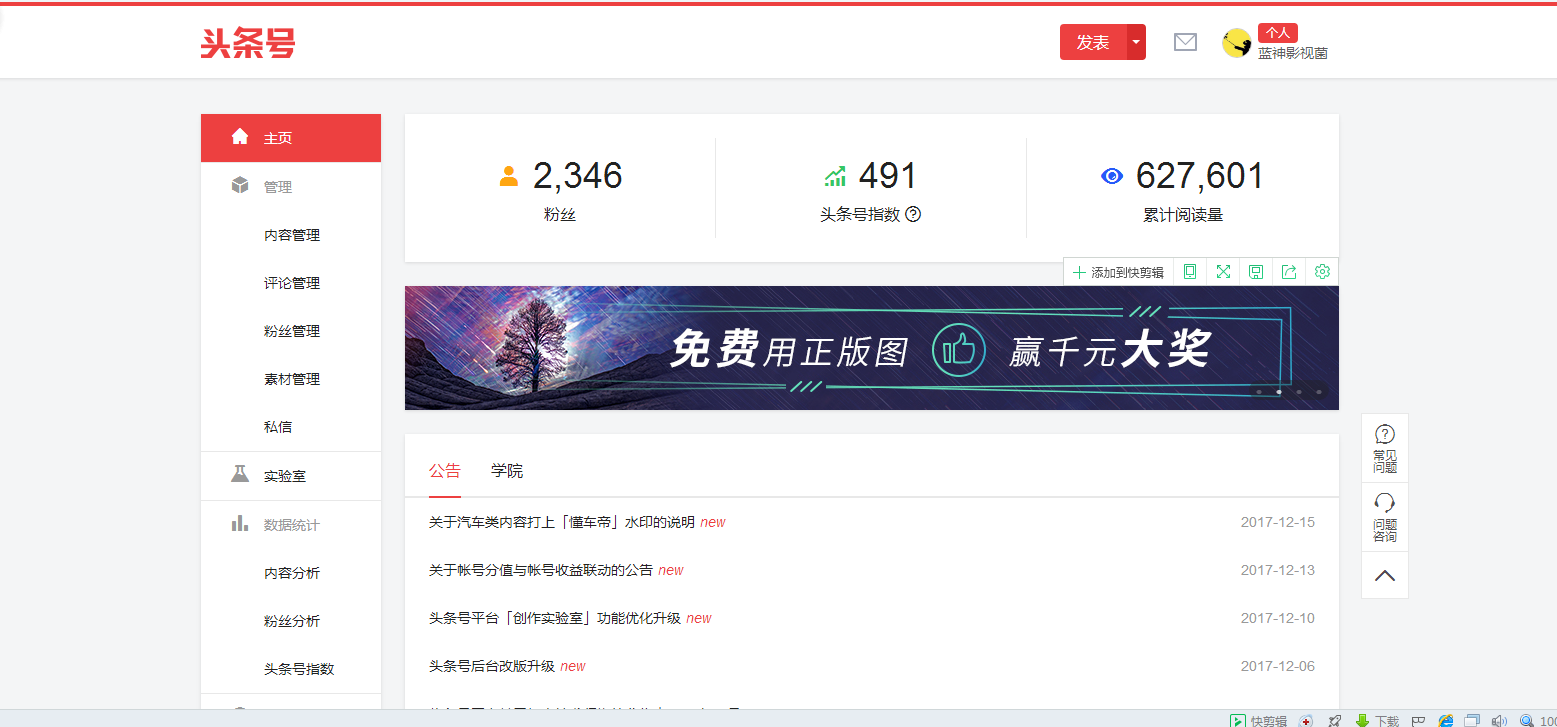 头条号
发表
个人
蓝神影视菌
主页
管理
内容管理
评论管理
粉丝管理
素材管理
私信
实验室
数据统计
内容分析
粉丝分析
头条号指数
2,346
粉丝
491
头条号指数 ?
627,601
累计阅读量
添加到快剪辑
免费用正版图 赢千元大奖
公告 学院
关于汽车类内容打上「懂车帝」水印的说明 new 2017-12-15
关于帐号分值与帐号收益联动的公告 new 2017-12-13
头条号平台「创作实验室」功能优化升级 new 2017-12-10
头条号后台改版升级 new 2017-12-06
?
常见
问题
问题
咨询
快剪辑
下载